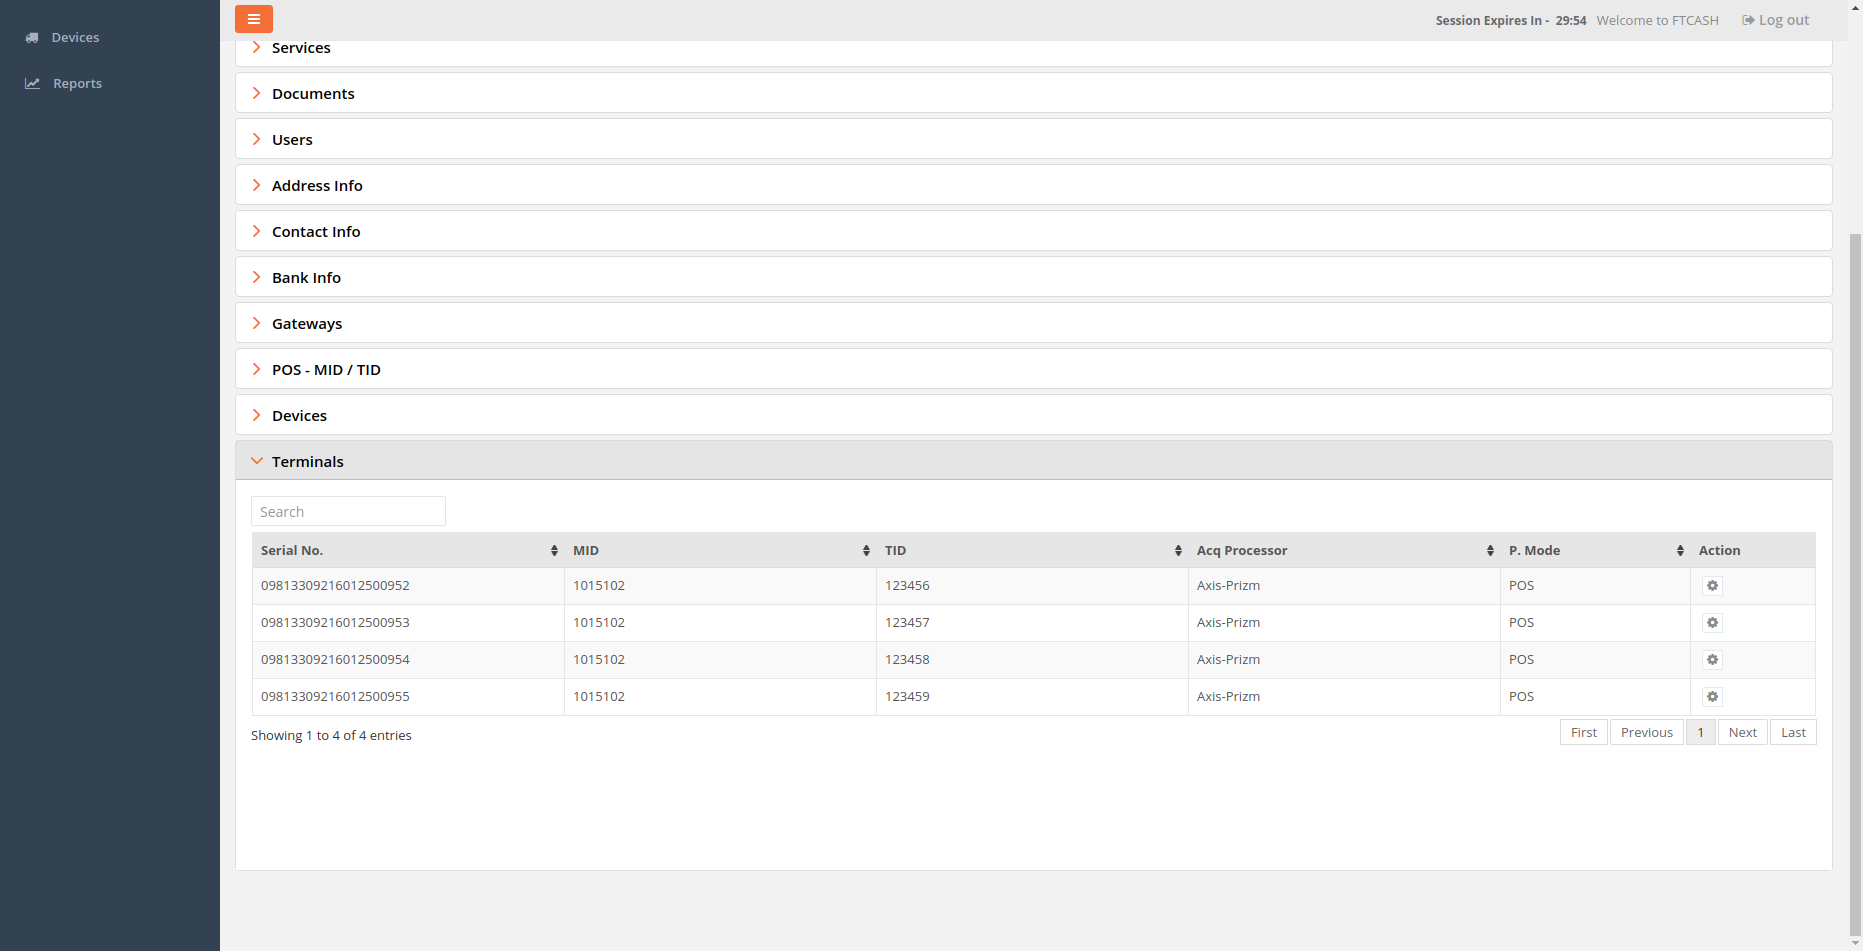 Devices
Reports
Session Expires In - 29:54 Welcome to FTCASH Log out
Services
Documents
Users
Address Info
Contact Info
Bank Info
Gateways
POS - MID / TID
Devices
Terminals
Search
Serial No. MID TID Acq Processor P. Mode Action
09813309216012500952 1015102 123456 Axis-Prizm POS
09813309216012500953 1015102 123457 Axis-Prizm POS
09813309216012500954 1015102 123458 Axis-Prizm POS
09813309216012500955 1015102 123459 Axis-Prizm POS
Showing 1 to 4 of 4 entries
First Previous 1 Next Last